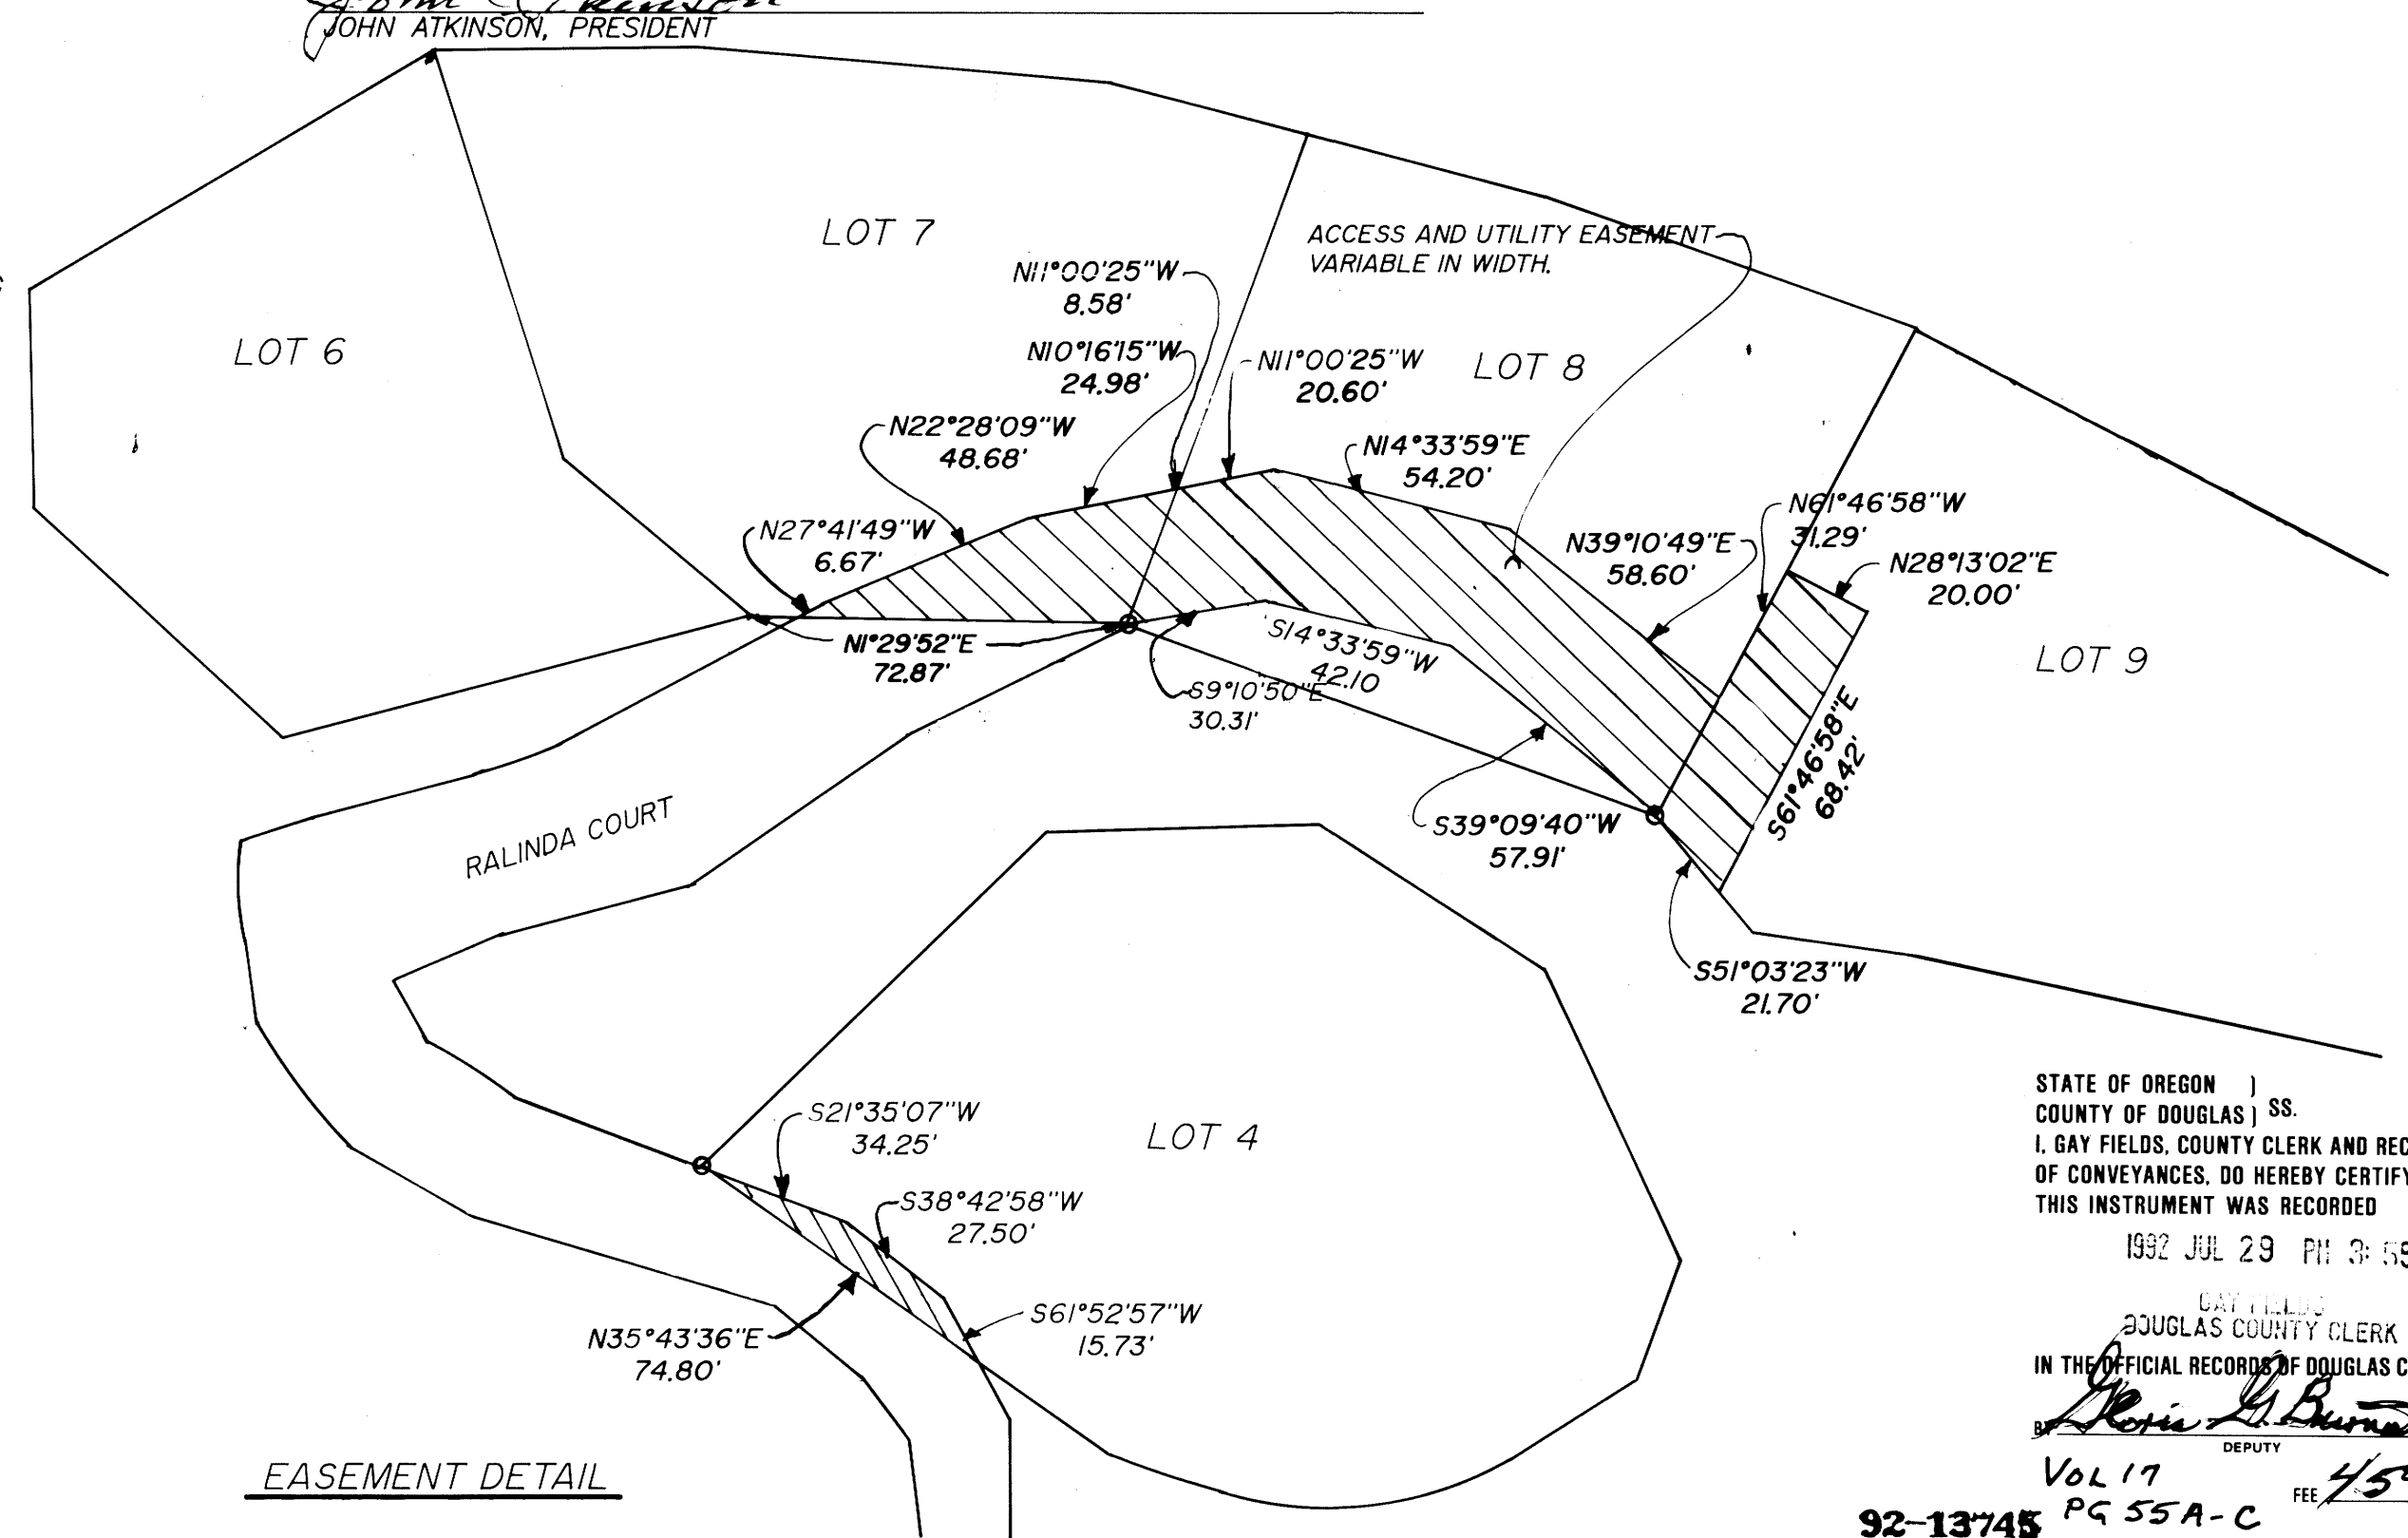 JOHN ATKINSON, PRESIDENT
LOT 7
ACCESS AND UTILITY EASEMENT
VARIABLE IN WIDTH.
N11°00'25"W
8.58'
LOT 6
N10°16'15"W
24.98'
N11°00'25"W
20.60'
LOT 8
N22°28'09"W
48.68'
N14°33'59"E
54.20'
N61°46'58"W
31.29'
N27°41'49"W
6.67'
N39°10'49"E
58.60'
N28°13'02"E
20.00'
N1°29'52"E
72.87'
S14°33'59"W
42.10
S9°10'50"E
30.31'
LOT 9
S61°46'58"E
68.42'
RALINDA COURT
S39°09'40"W
57.91'
S51°03'23"W
21.70'
S21°35'07"W
34.25'
LOT 4
S38°42'58"W
27.50'
S61°52'57"W
15.73'
N35°43'36"E
74.80'
EASEMENT DETAIL
STATE OF OREGON )
COUNTY OF DOUGLAS) SS.
I, GAY FIELDS, COUNTY CLERK AND REC
OF CONVEYANCES, DO HEREBY CERTIFY
THIS INSTRUMENT WAS RECORDED
1992 JUL 29 PM 3:59
GAY FIELDS
DOUGLAS COUNTY CLERK
IN THE OFFICIAL RECORDS OF DOUGLAS C
BY
DEPUTY
VOL 17
PG 55A-C
FEE 45
92-13745